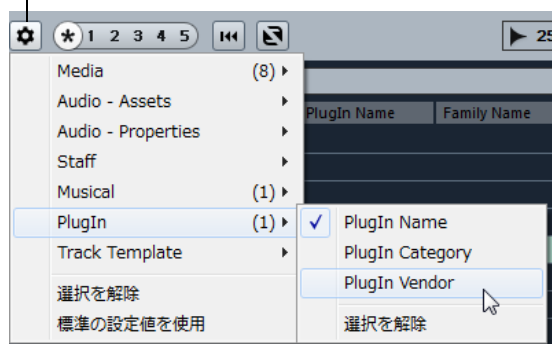 1 2 3 4 5
25
Media (8)
Audio - Assets
Audio - Properties
Staff
Musical (1)
PlugIn (1)
Track Template
選択を解除
標準の設定値を使用
PlugIn Name Family Name
PlugIn Name
PlugIn Category
PlugIn Vendor
選択を解除